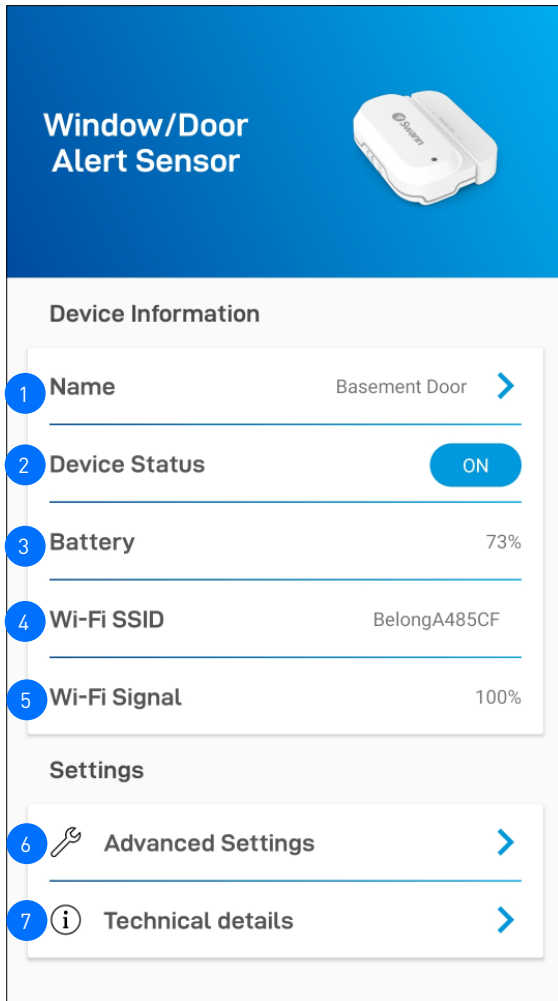 Window/Door
Alert Sensor
Swann
Device Information
1 Name Basement Door
2 Device Status ON
3 Battery 73%
4 Wi-Fi SSID BelongA485CF
5 Wi-Fi Signal 100%
Settings
6 Advanced Settings
7 i Technical details